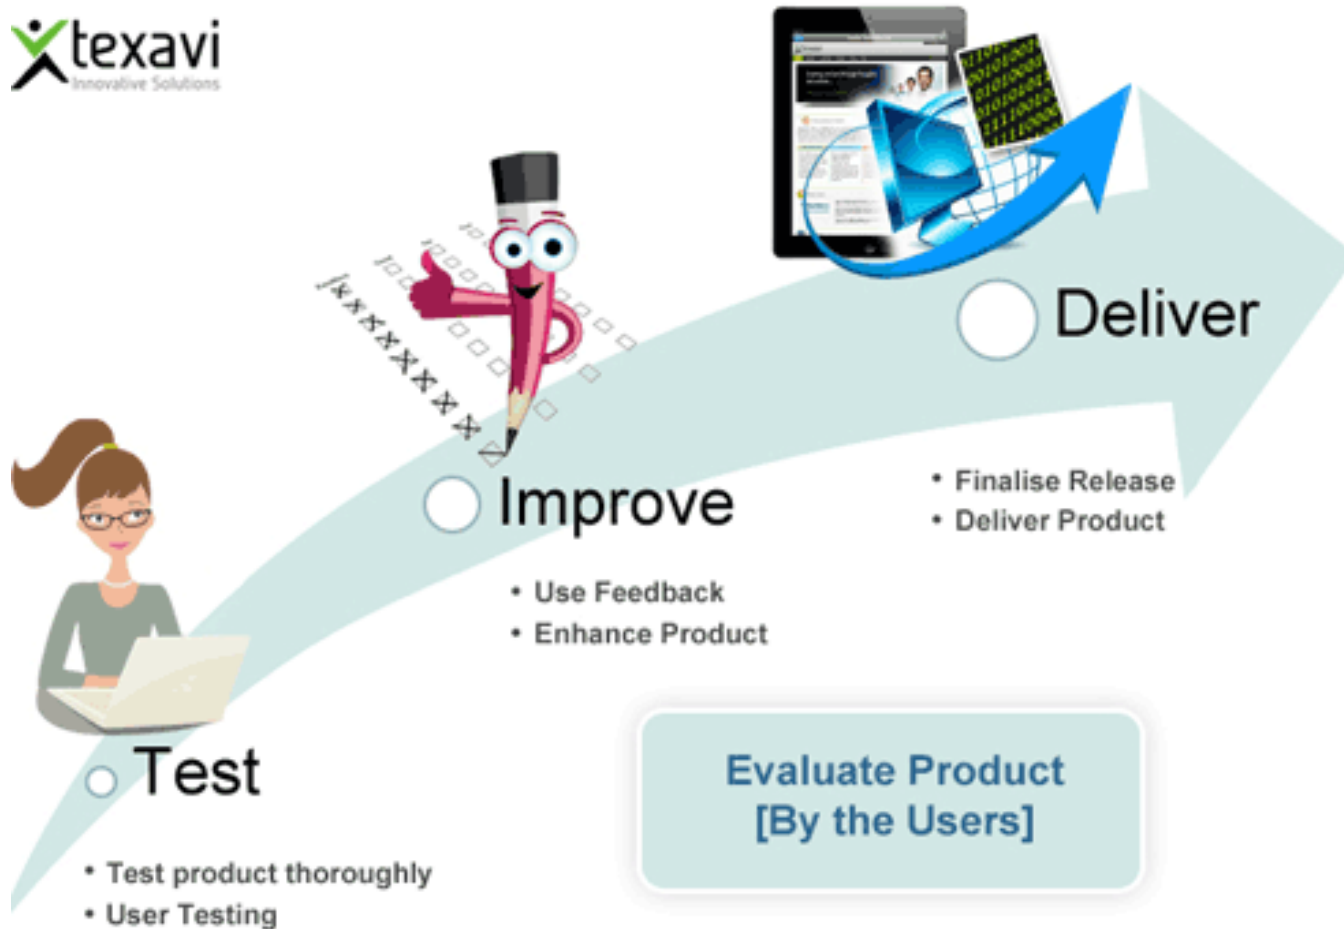 texavi
Innovative Solutions
Deliver
• Finalise Release
• Deliver Product
Improve
• Use Feedback
• Enhance Product
Test
• Test product thoroughly
• User Testing
Evaluate Product
[By the Users]